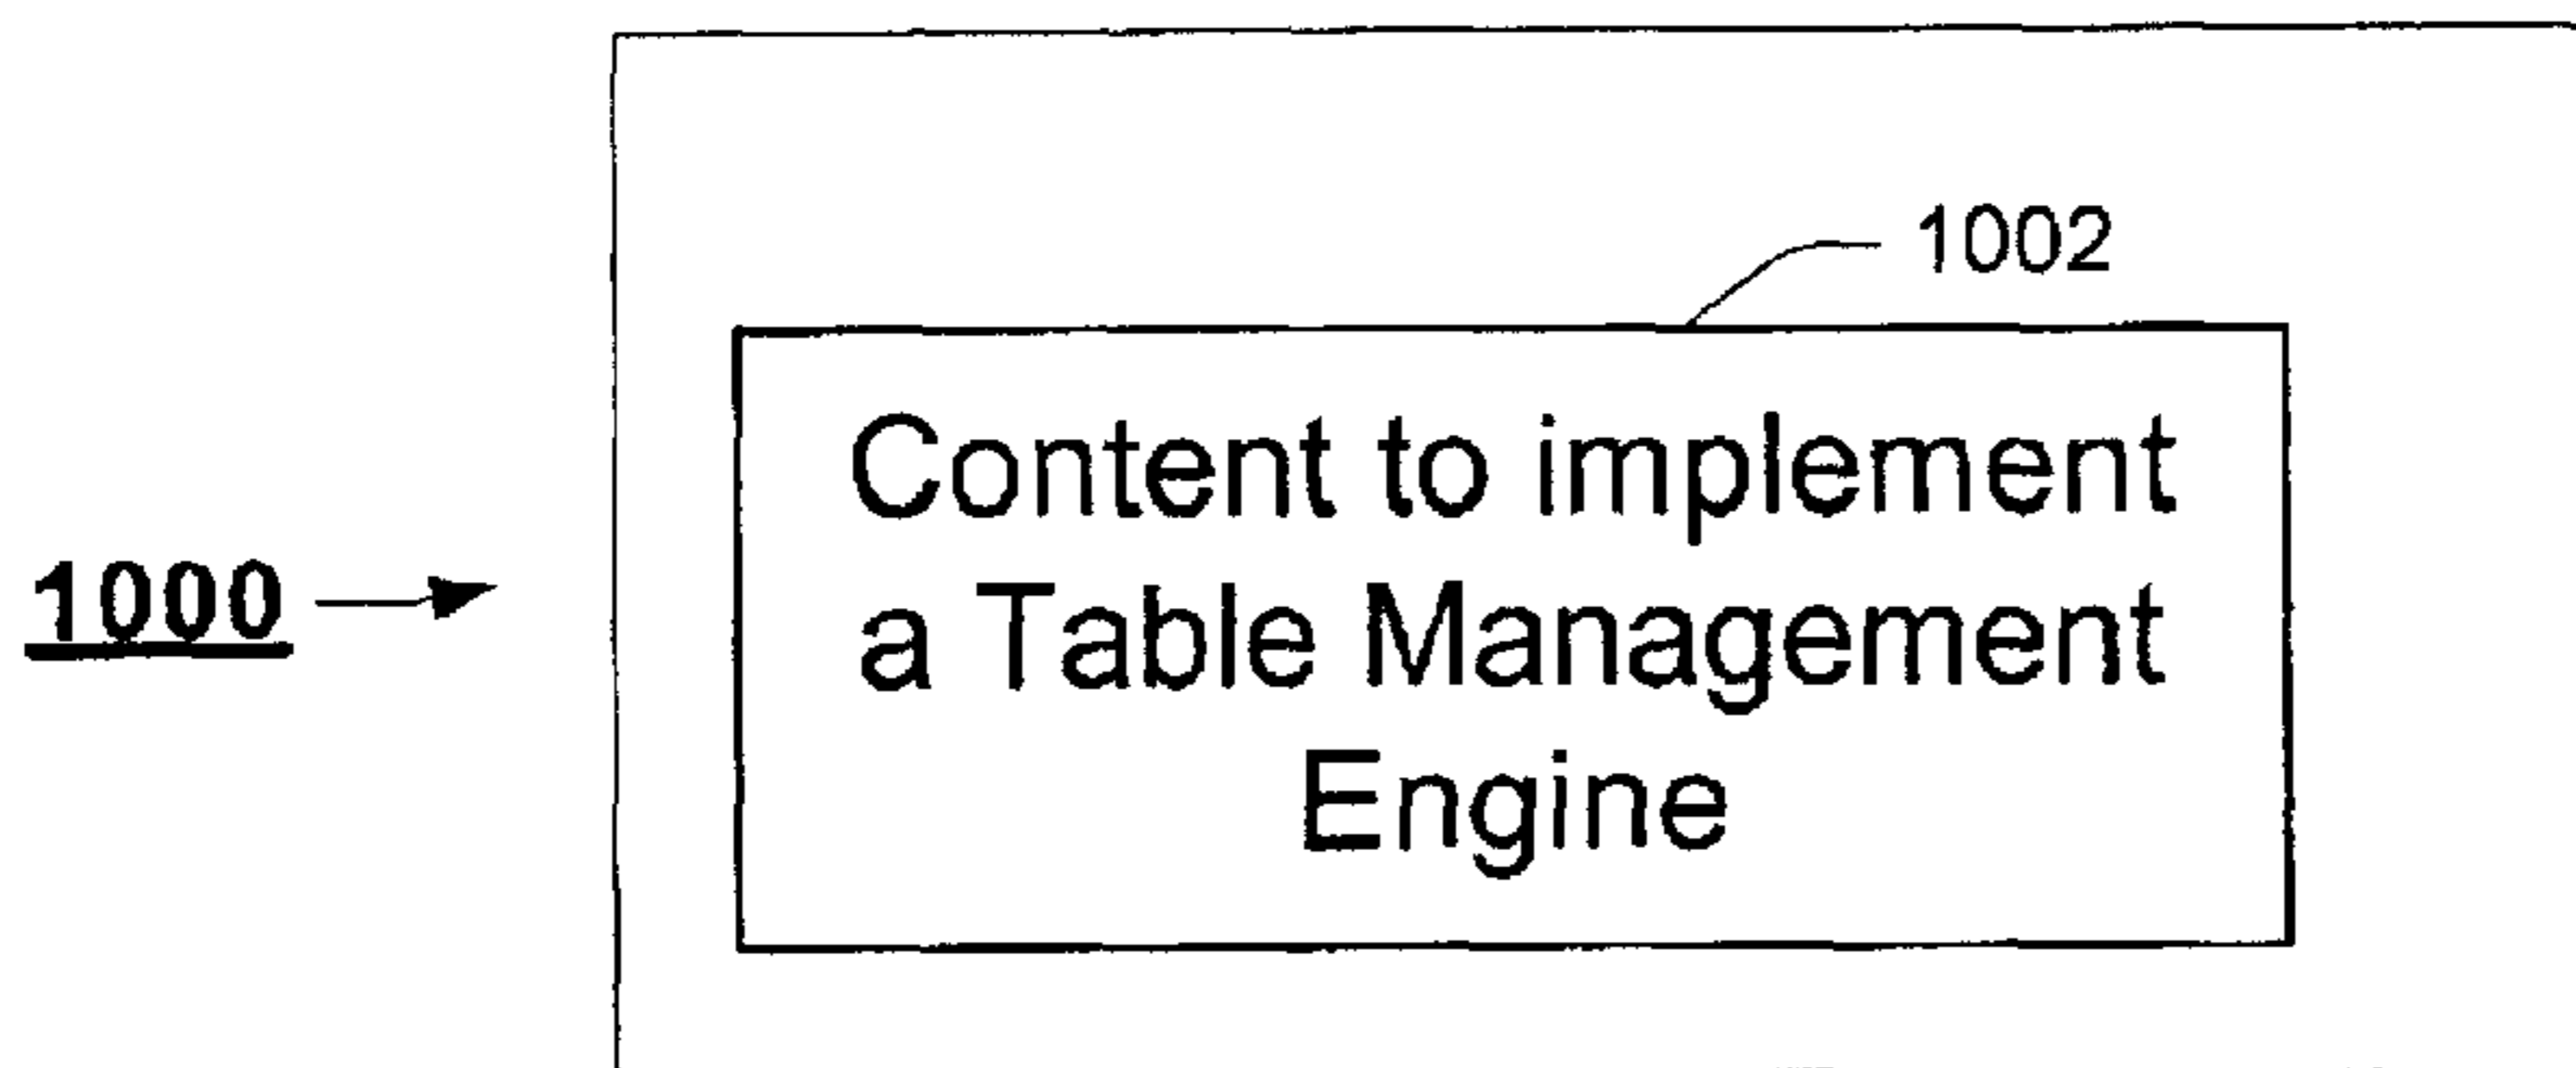 1002
Content to implement
a Table Management
Engine
1000